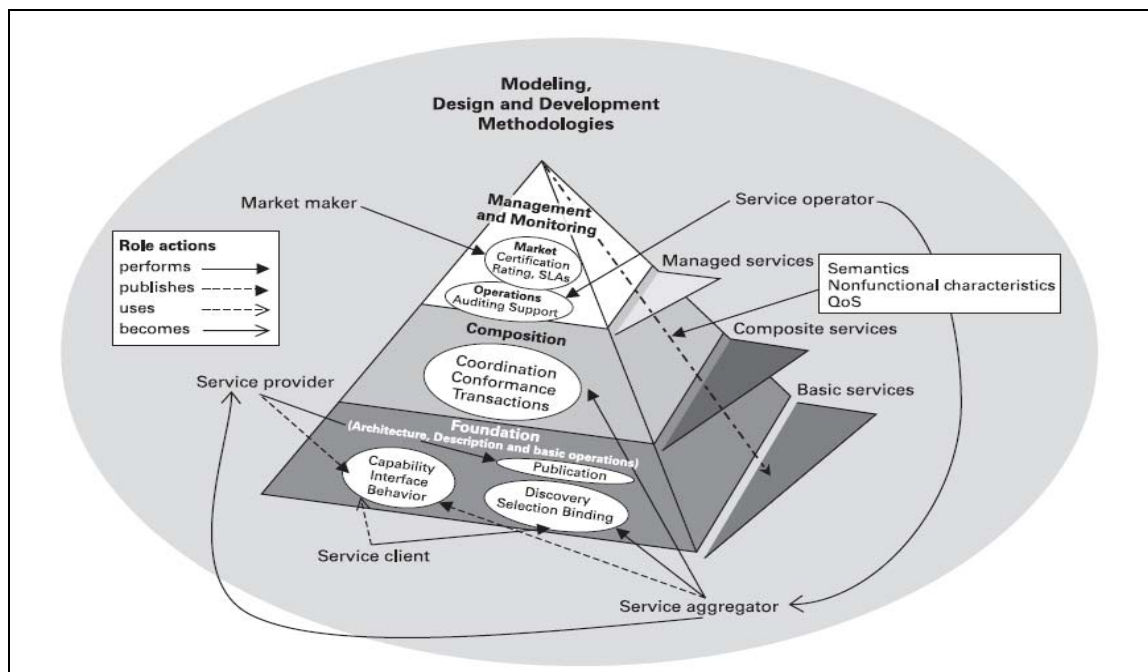 Modeling,
Design and Development
Methodologies
Market maker
Service operator
Role actions
performs
publishes
uses
becomes
Management
and Monitoring
Market
Certification
Rating, SLAs
Operations
Auditing Support
Managed services
Semantics
Nonfunctional characteristics
QoS
Composition
Coordination
Conformance
Transactions
Composite services
Service provider
Basic services
Foundation
(Architecture, Description and basic operations)
Capability
Interface
Behavior
Publication
Discovery
Selection Binding
Service client
Service aggregator